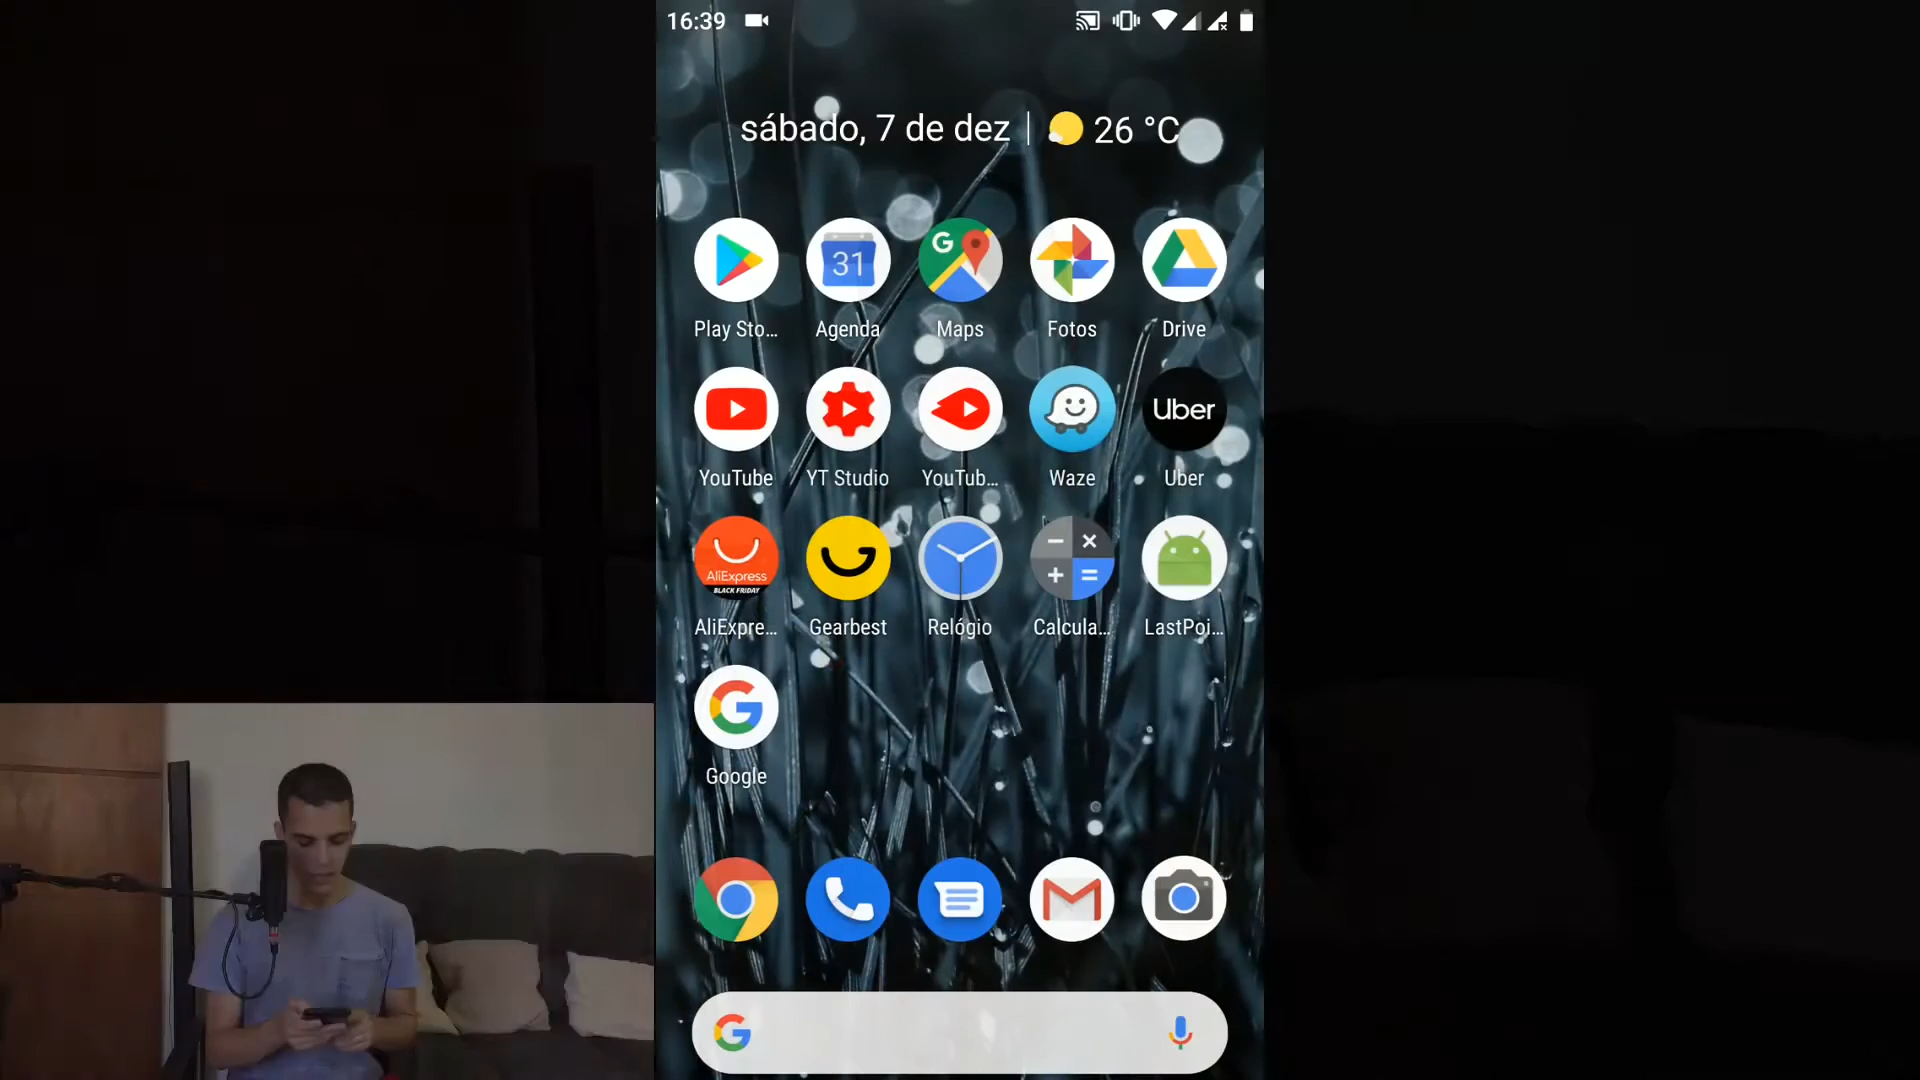 16:39
sábado, 7 de dez | 26 °C
31
G
Play Sto...
Agenda
Maps
Fotos
Drive
Uber
YouTube
YT Studio
YouTub...
Waze
Uber
AliExpress
BLACK FRIDAY
AliExpre...
Gearbest
Relógio
Calcula...
LastPoi...
G
Google
G